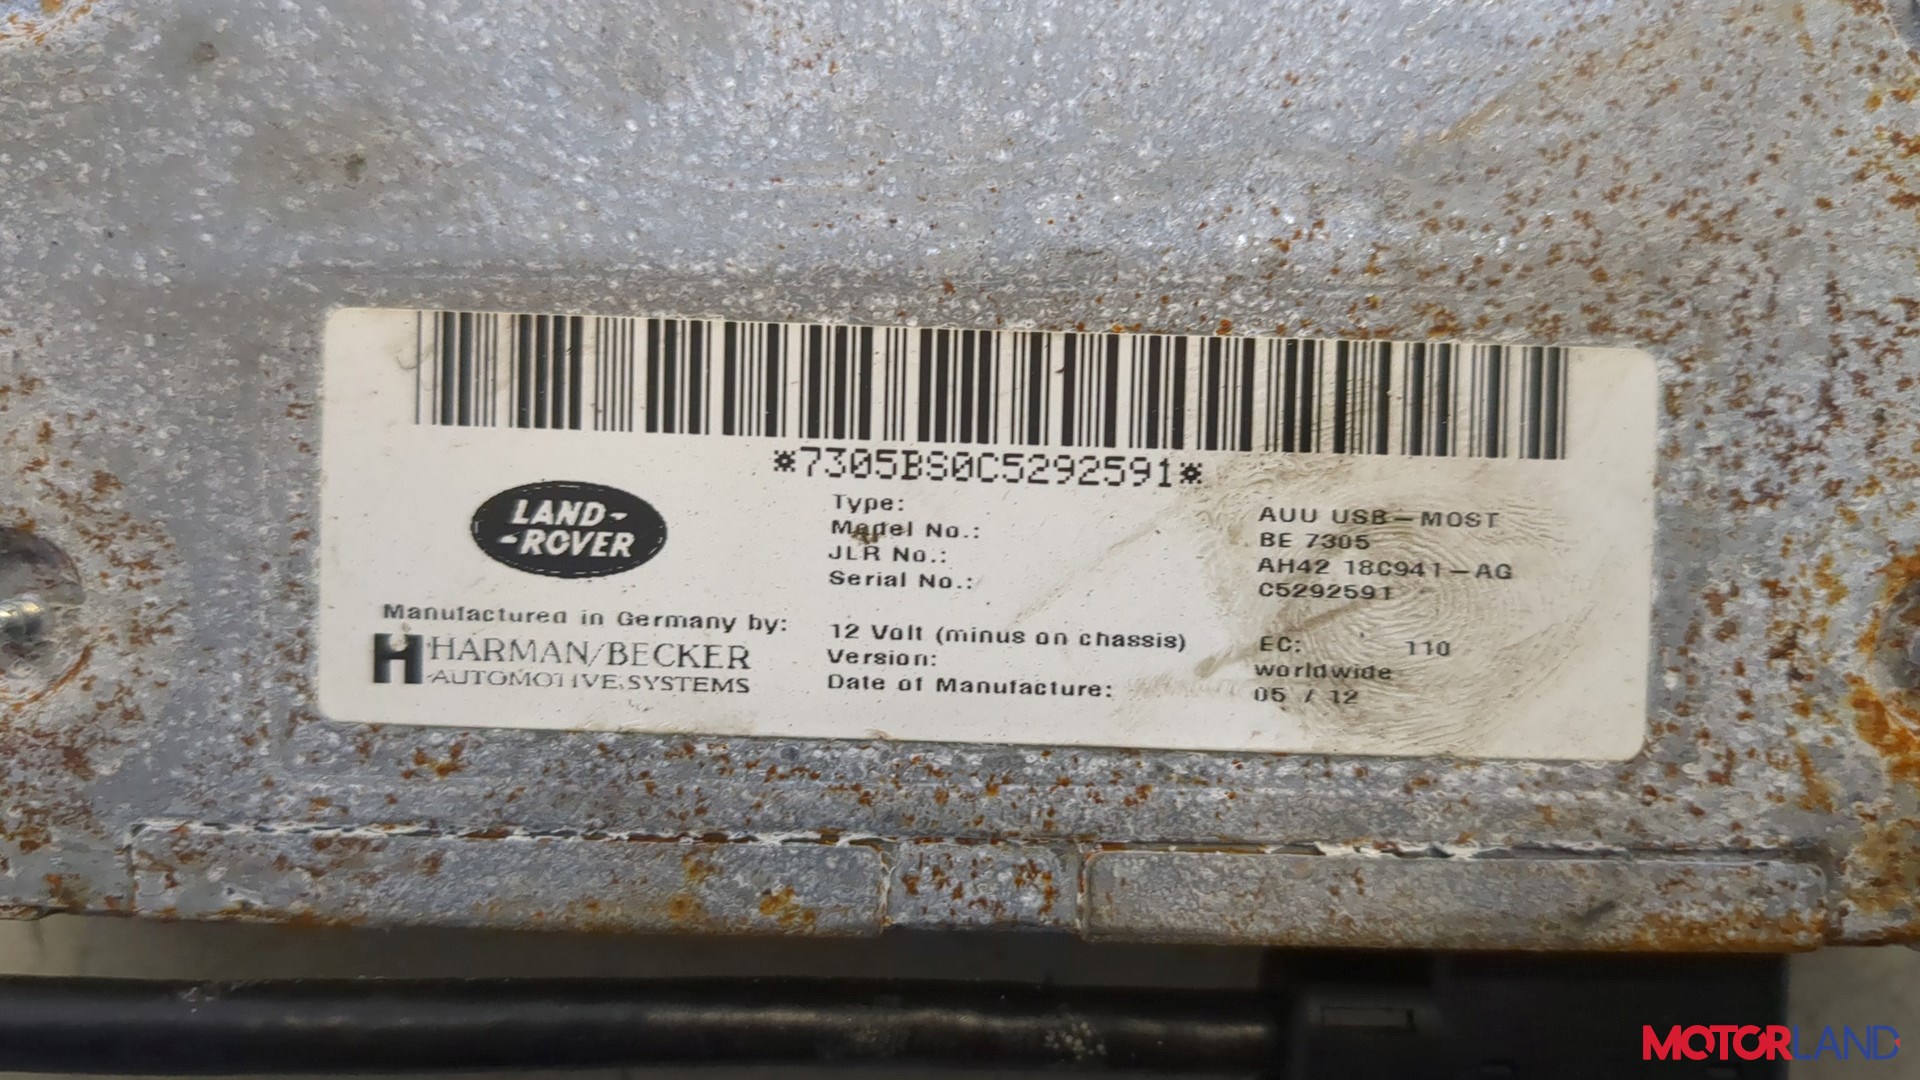 *7305BS0C5292591*
LAND-
-ROVER
Type: AUU USB-MOST
Model No.: BE 7305
JLR No.: AH42 18C941-AG
Serial No.: C5292591
Manufactured in Germany by:
H HARMAN/BECKER
AUTOMOTIVE SYSTEMS
12 Volt (minus on chassis) EC: 110
Version: worldwide
Date of Manufacture: 05 / 12
MOTORLAND